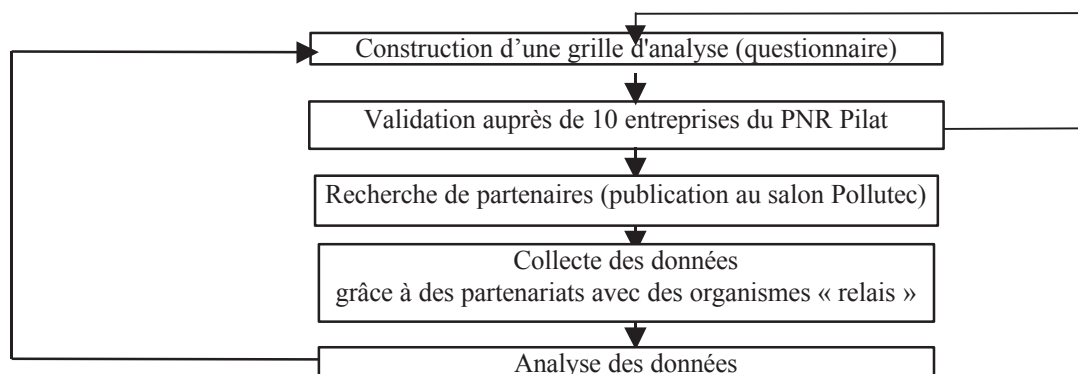 Construction d’une grille d'analyse (questionnaire)
Validation auprès de 10 entreprises du PNR Pilat
Recherche de partenaires (publication au salon Pollutec)
Collecte des données
grâce à des partenariats avec des organismes « relais »
Analyse des données